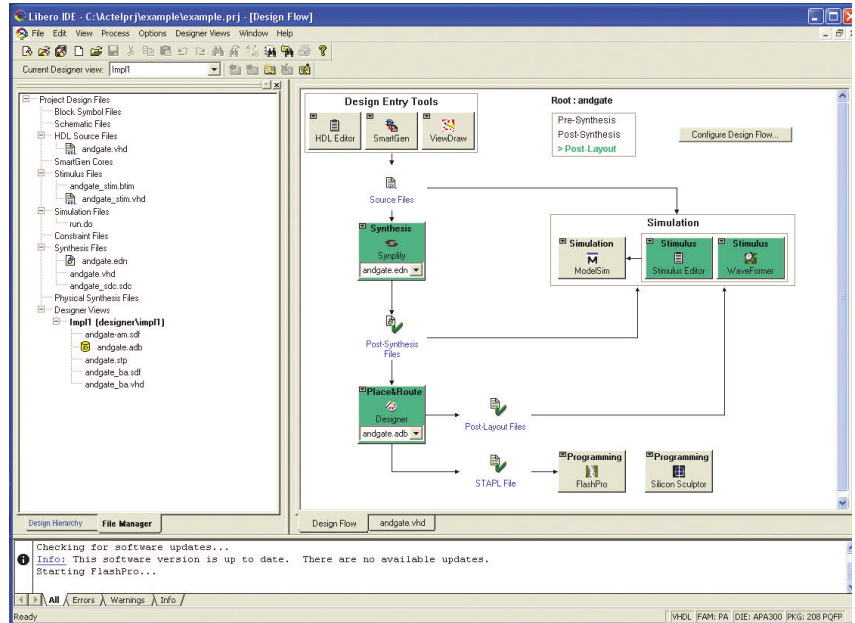 Libero IDE - C:\Actelprj\example\example.prj - [Design Flow]
File Edit View Process Options Designer Views Window Help
Current Designer view: Impl1
Project Design Files
Block Symbol Files
Schematic Files
HDL Source Files
andgate.vhd
SmartGen Cores
Stimulus Files
andgate_stim.btim
andgate_stim.vhd
Simulation Files
run.do
Constraint Files
Synthesis Files
andgate.edn
andgate.vhd
andgate_sdc.sdc
Physical Synthesis Files
Designer Views
Impl1 (designer\impl1)
andgate-am.sdf
andgate.adb
andgate.stp
andgate_ba.sdf
andgate_ba.vhd
Design Hierarchy File Manager
Design Entry Tools
HDL Editor SmartGen ViewDraw
Root : andgate
Pre-Synthesis
Post-Synthesis
> Post-Layout
Configure Design Flow...
Source Files
Synthesis
Synplify
andgate.edn
Simulation
Simulation Stimulus Stimulus
ModelSim Stimulus Editor WaveFormer
Post-Synthesis
Files
Place&Route
Designer
andgate.adb
Post-Layout Files
STAPL File
Programming Programming
FlashPro Silicon Sculptor
Design Flow andgate.vhd
Checking for software updates...
Info: This software version is up to date. There are no available updates.
Starting FlashPro...
All Errors Warnings Info
Ready VHDL FAM: PA DIE: APA300 PKG: 208 PQFP